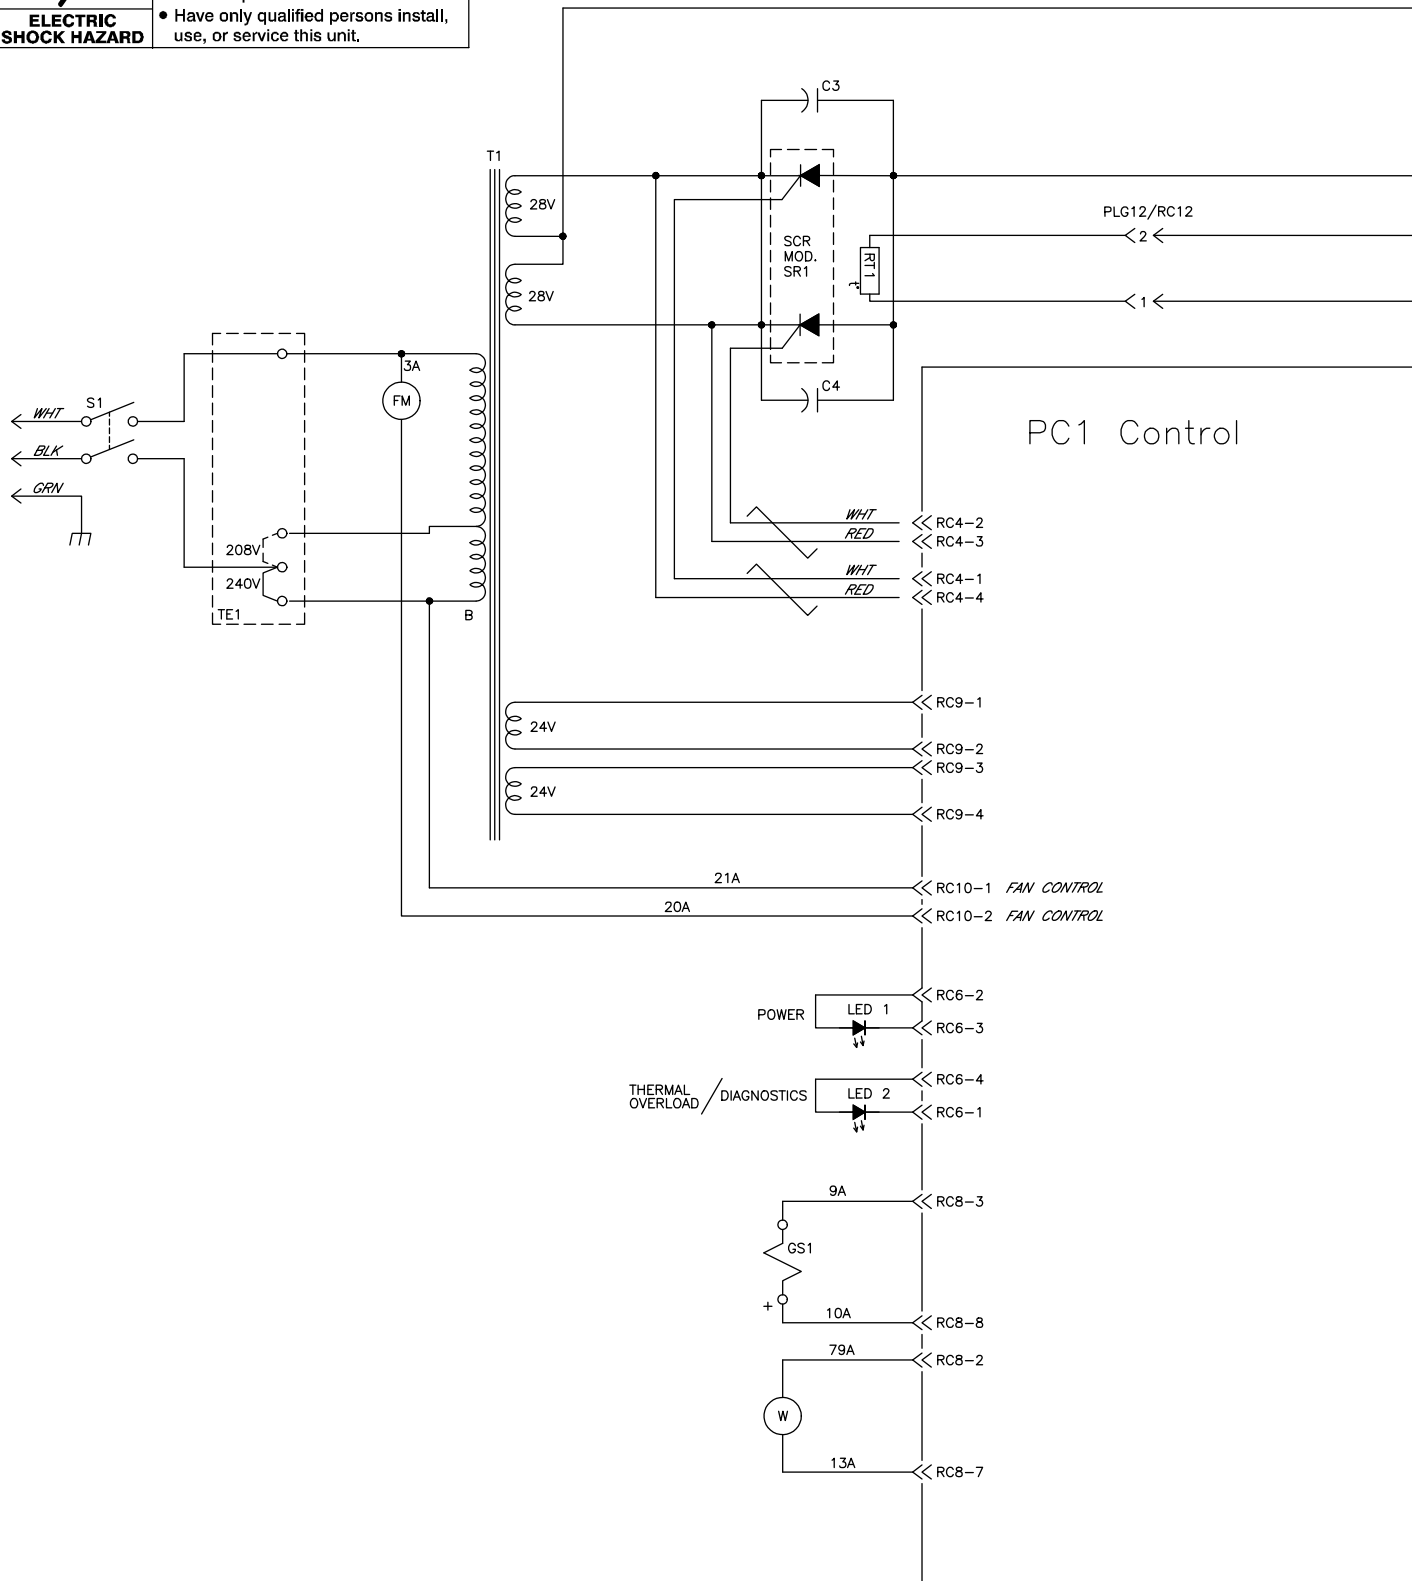 ELECTRIC
SHOCK HAZARD
• Have only qualified persons install,
use, or service this unit.
C3
T1
28V
PLG12/RC12
2
SCR
MOD.
SR1
RT1
t°
28V
1
3A
FM
C4
S1
WHT
BLK
GRN
PC1 Control
208V
240V
TE1
B
WHT
RC4-2
RED
RC4-3
WHT
RC4-1
RED
RC4-4
RC9-1
24V
RC9-2
RC9-3
24V
RC9-4
21A
RC10-1 FAN CONTROL
20A
RC10-2 FAN CONTROL
RC6-2
POWER
LED 1
RC6-3
RC6-4
THERMAL
OVERLOAD / DIAGNOSTICS
LED 2
RC6-1
9A
RC8-3
GS1
+
10A
RC8-8
79A
RC8-2
W
13A
RC8-7